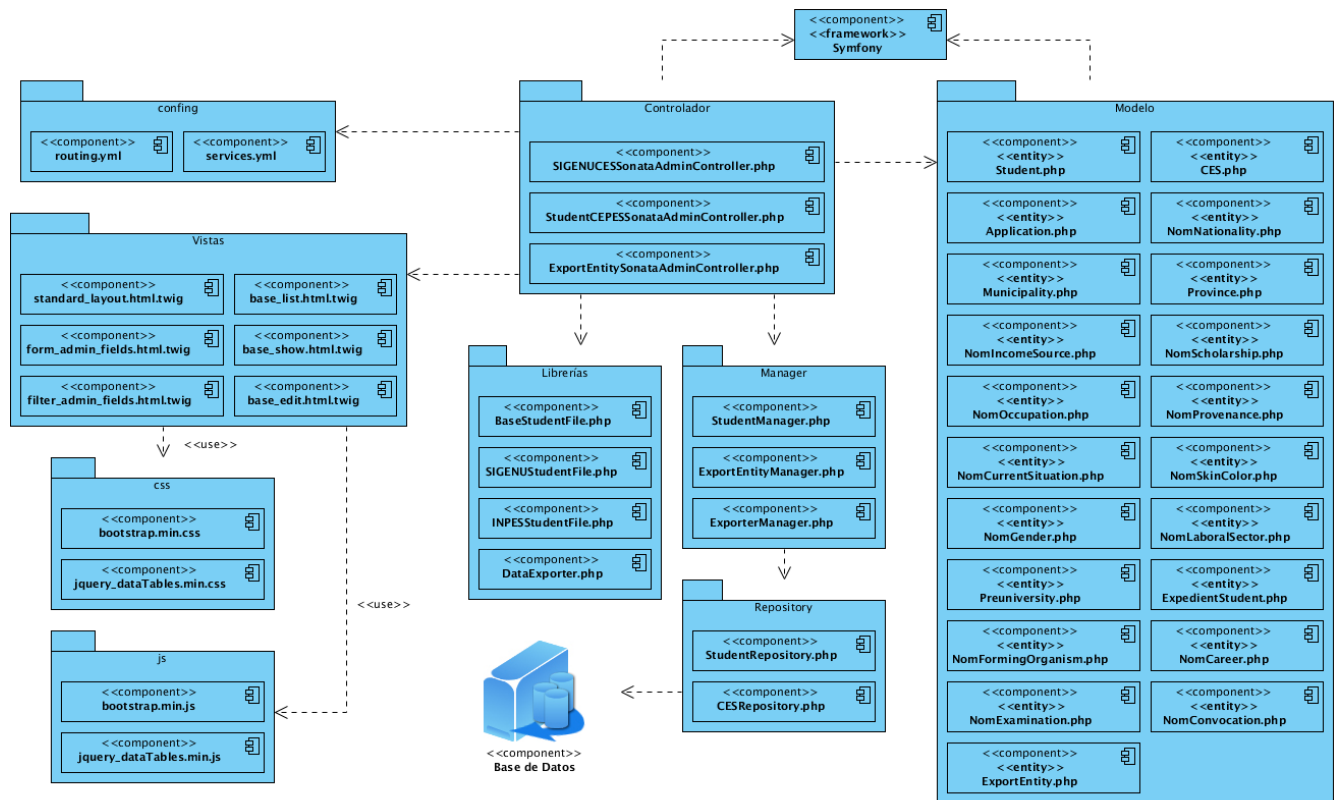 <<component>>
<<framework>>
Symfony
confing
<<component>>
routing.yml
<<component>>
services.yml
Controlador
<<component>>
SIGENUCESSonataAdminController.php
<<component>>
StudentCEPESSonataAdminController.php
<<component>>
ExportEntitySonataAdminController.php
Modelo
<<component>>
<<entity>>
Student.php
<<component>>
<<entity>>
CES.php
<<component>>
<<entity>>
Application.php
<<component>>
<<entity>>
NomNationality.php
<<component>>
<<entity>>
Municipality.php
<<component>>
<<entity>>
Province.php
<<component>>
<<entity>>
NomIncomeSource.php
<<component>>
<<entity>>
NomScholarship.php
<<component>>
<<entity>>
NomOccupation.php
<<component>>
<<entity>>
NomProvenance.php
<<component>>
<<entity>>
NomCurrentSituation.php
<<component>>
<<entity>>
NomSkinColor.php
<<component>>
<<entity>>
NomGender.php
<<component>>
<<entity>>
NomLaboralSector.php
<<component>>
<<entity>>
Preuniversity.php
<<component>>
<<entity>>
ExpedientStudent.php
<<component>>
<<entity>>
NomFormingOrganism.php
<<component>>
<<entity>>
NomCareer.php
<<component>>
<<entity>>
NomExamination.php
<<component>>
<<entity>>
NomConvocation.php
<<component>>
<<entity>>
ExportEntity.php
Vistas
<<component>>
standard_layout.html.twig
<<component>>
base_list.html.twig
<<component>>
form_admin_fields.html.twig
<<component>>
base_show.html.twig
<<component>>
filter_admin_fields.html.twig
<<component>>
base_edit.html.twig
<<use>>
<<use>>
css
<<component>>
bootstrap.min.css
<<component>>
jquery_dataTables.min.css
js
<<component>>
bootstrap.min.js
<<component>>
jquery_dataTables.min.js
Librerías
<<component>>
BaseStudentFile.php
<<component>>
SIGENUStudentFile.php
<<component>>
INPESStudentFile.php
<<component>>
DataExporter.php
Manager
<<component>>
StudentManager.php
<<component>>
ExportEntityManager.php
<<component>>
ExporterManager.php
Repository
<<component>>
StudentRepository.php
<<component>>
CESRepository.php
<<component>>
Base de Datos